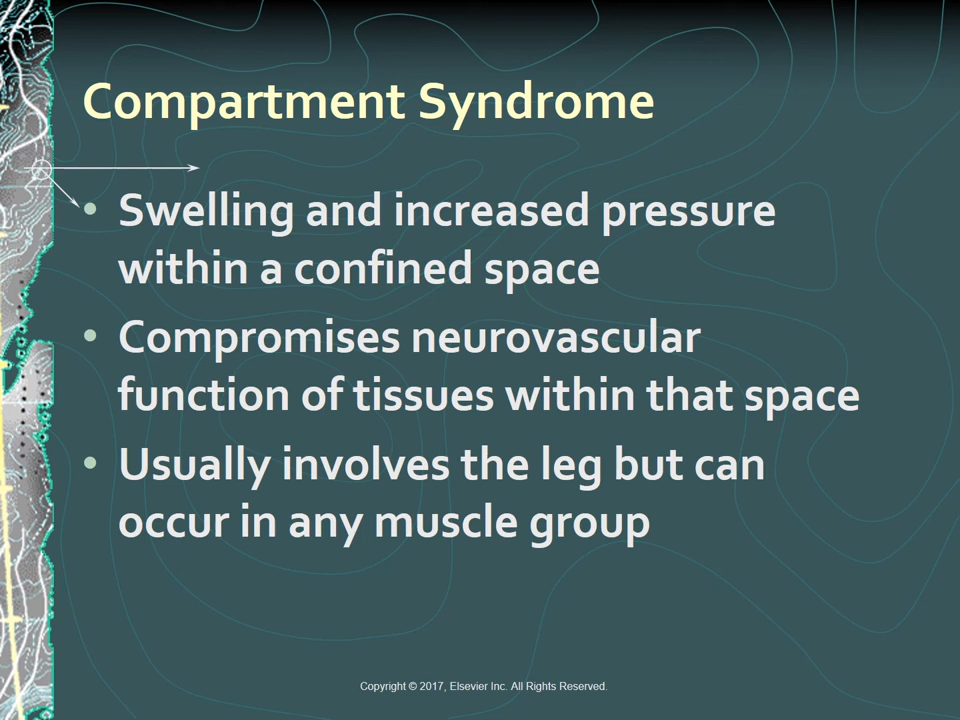 Compartment Syndrome
• Swelling and increased pressure
within a confined space
• Compromises neurovascular
function of tissues within that space
• Usually involves the leg but can
occur in any muscle group
Copyright © 2017, Elsevier Inc. All Rights Reserved.